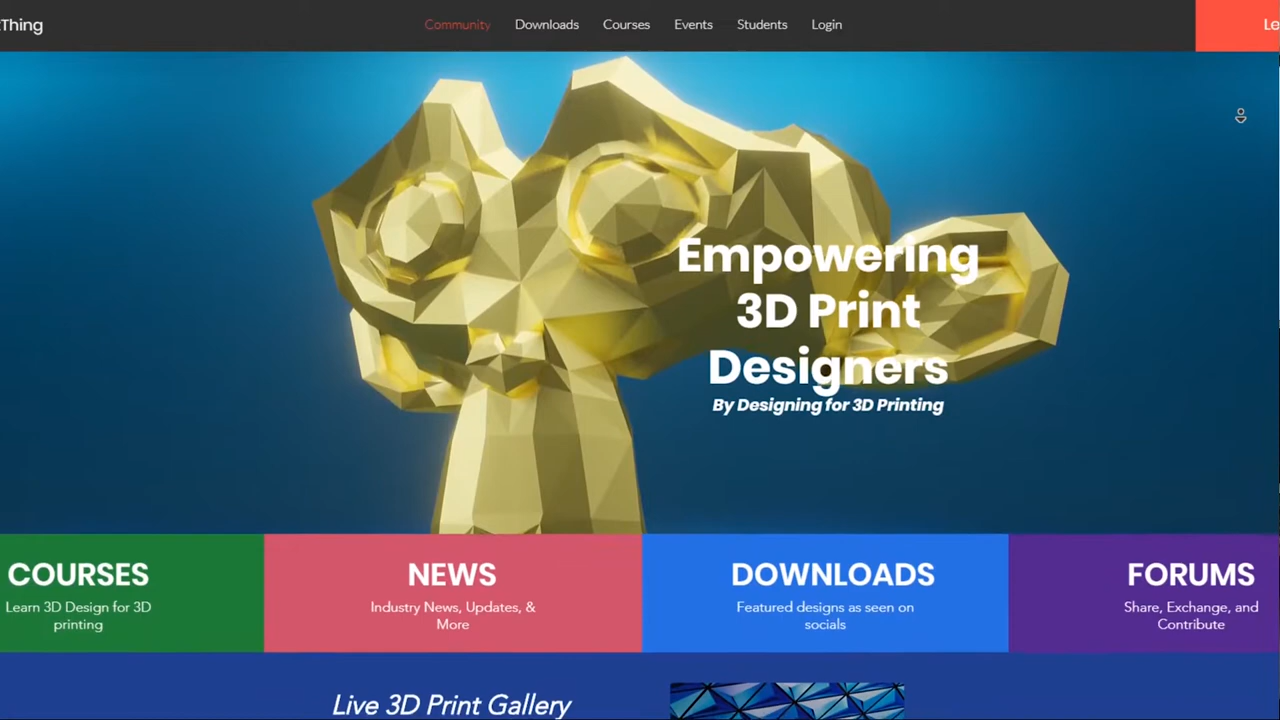 Thing
Community
Downloads
Courses
Events
Students
Login
Le
Empowering
3D Print
Designers
By Designing for 3D Printing
COURSES
Learn 3D Design for 3D
printing
NEWS
Industry News, Updates, &
More
DOWNLOADS
Featured designs as seen on
socials
FORUMS
Share, Exchange, and
Contribute
Live 3D Print Gallery